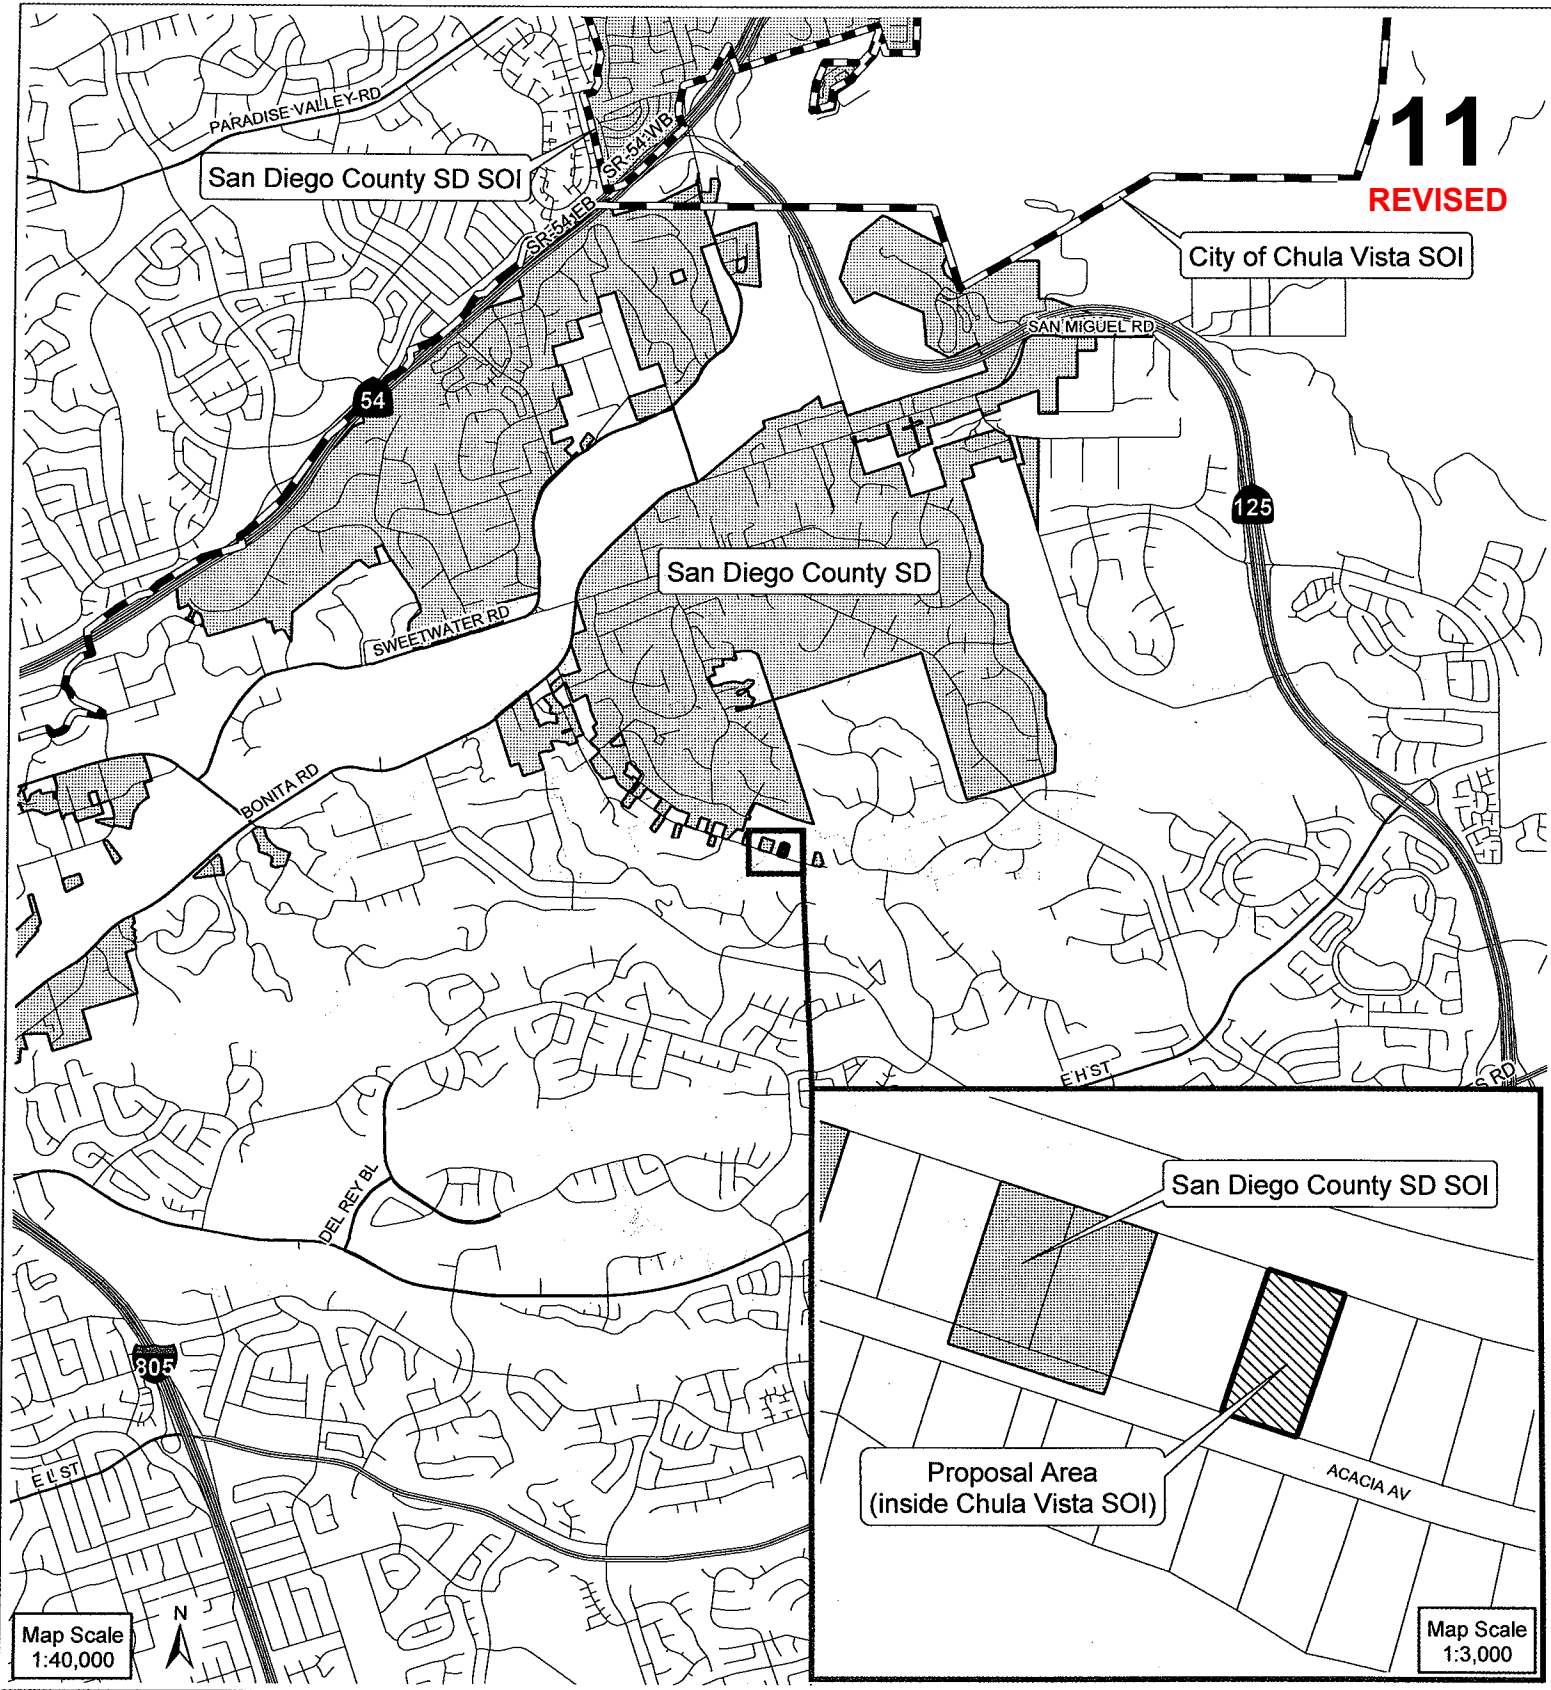 PARADISE VALLEY RD
San Diego County SD SOI
SR-54 WB
SR-54 EB
11
REVISED
City of Chula Vista SOI
SAN MIGUEL RD
54
125
San Diego County SD
SWEETWATER RD
BONITA RD
E H ST
S RD
DEL REY BL
805
E L ST
San Diego County SD SOI
Proposal Area
(inside Chula Vista SOI)
ACACIA AV
N
Map Scale
1:40,000
Map Scale
1:3,000